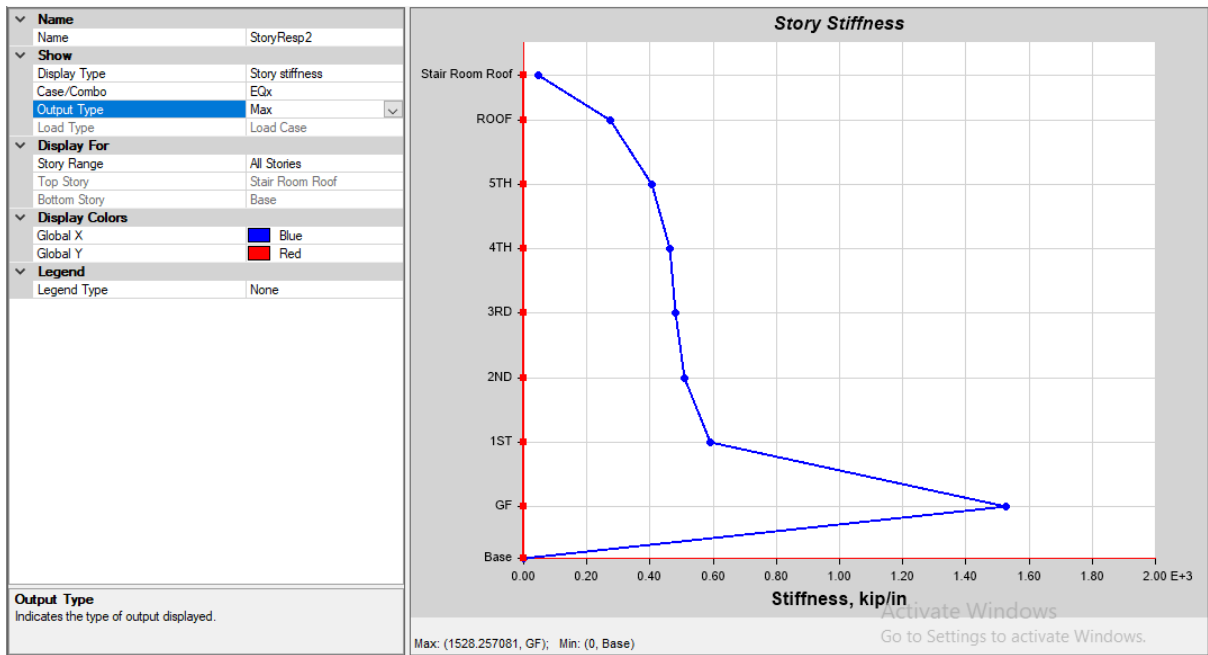 Name
Name StoryResp2
Show
Display Type Story stiffness
Case/Combo EQx
Output Type Max
Load Type Load Case
Display For
Story Range All Stories
Top Story Stair Room Roof
Bottom Story Base
Display Colors
Global X Blue
Global Y Red
Legend
Legend Type None
Output Type
Indicates the type of output displayed.
Story Stiffness
Stair Room Roof
ROOF
5TH
4TH
3RD
2ND
1ST
GF
Base
0.00 0.20 0.40 0.60 0.80 1.00 1.20 1.40 1.60 1.80 2.00 E+3
Stiffness, kip/in
Activate Windows
Go to Settings to activate Windows.
Max: (1528.257081, GF); Min: (0, Base)